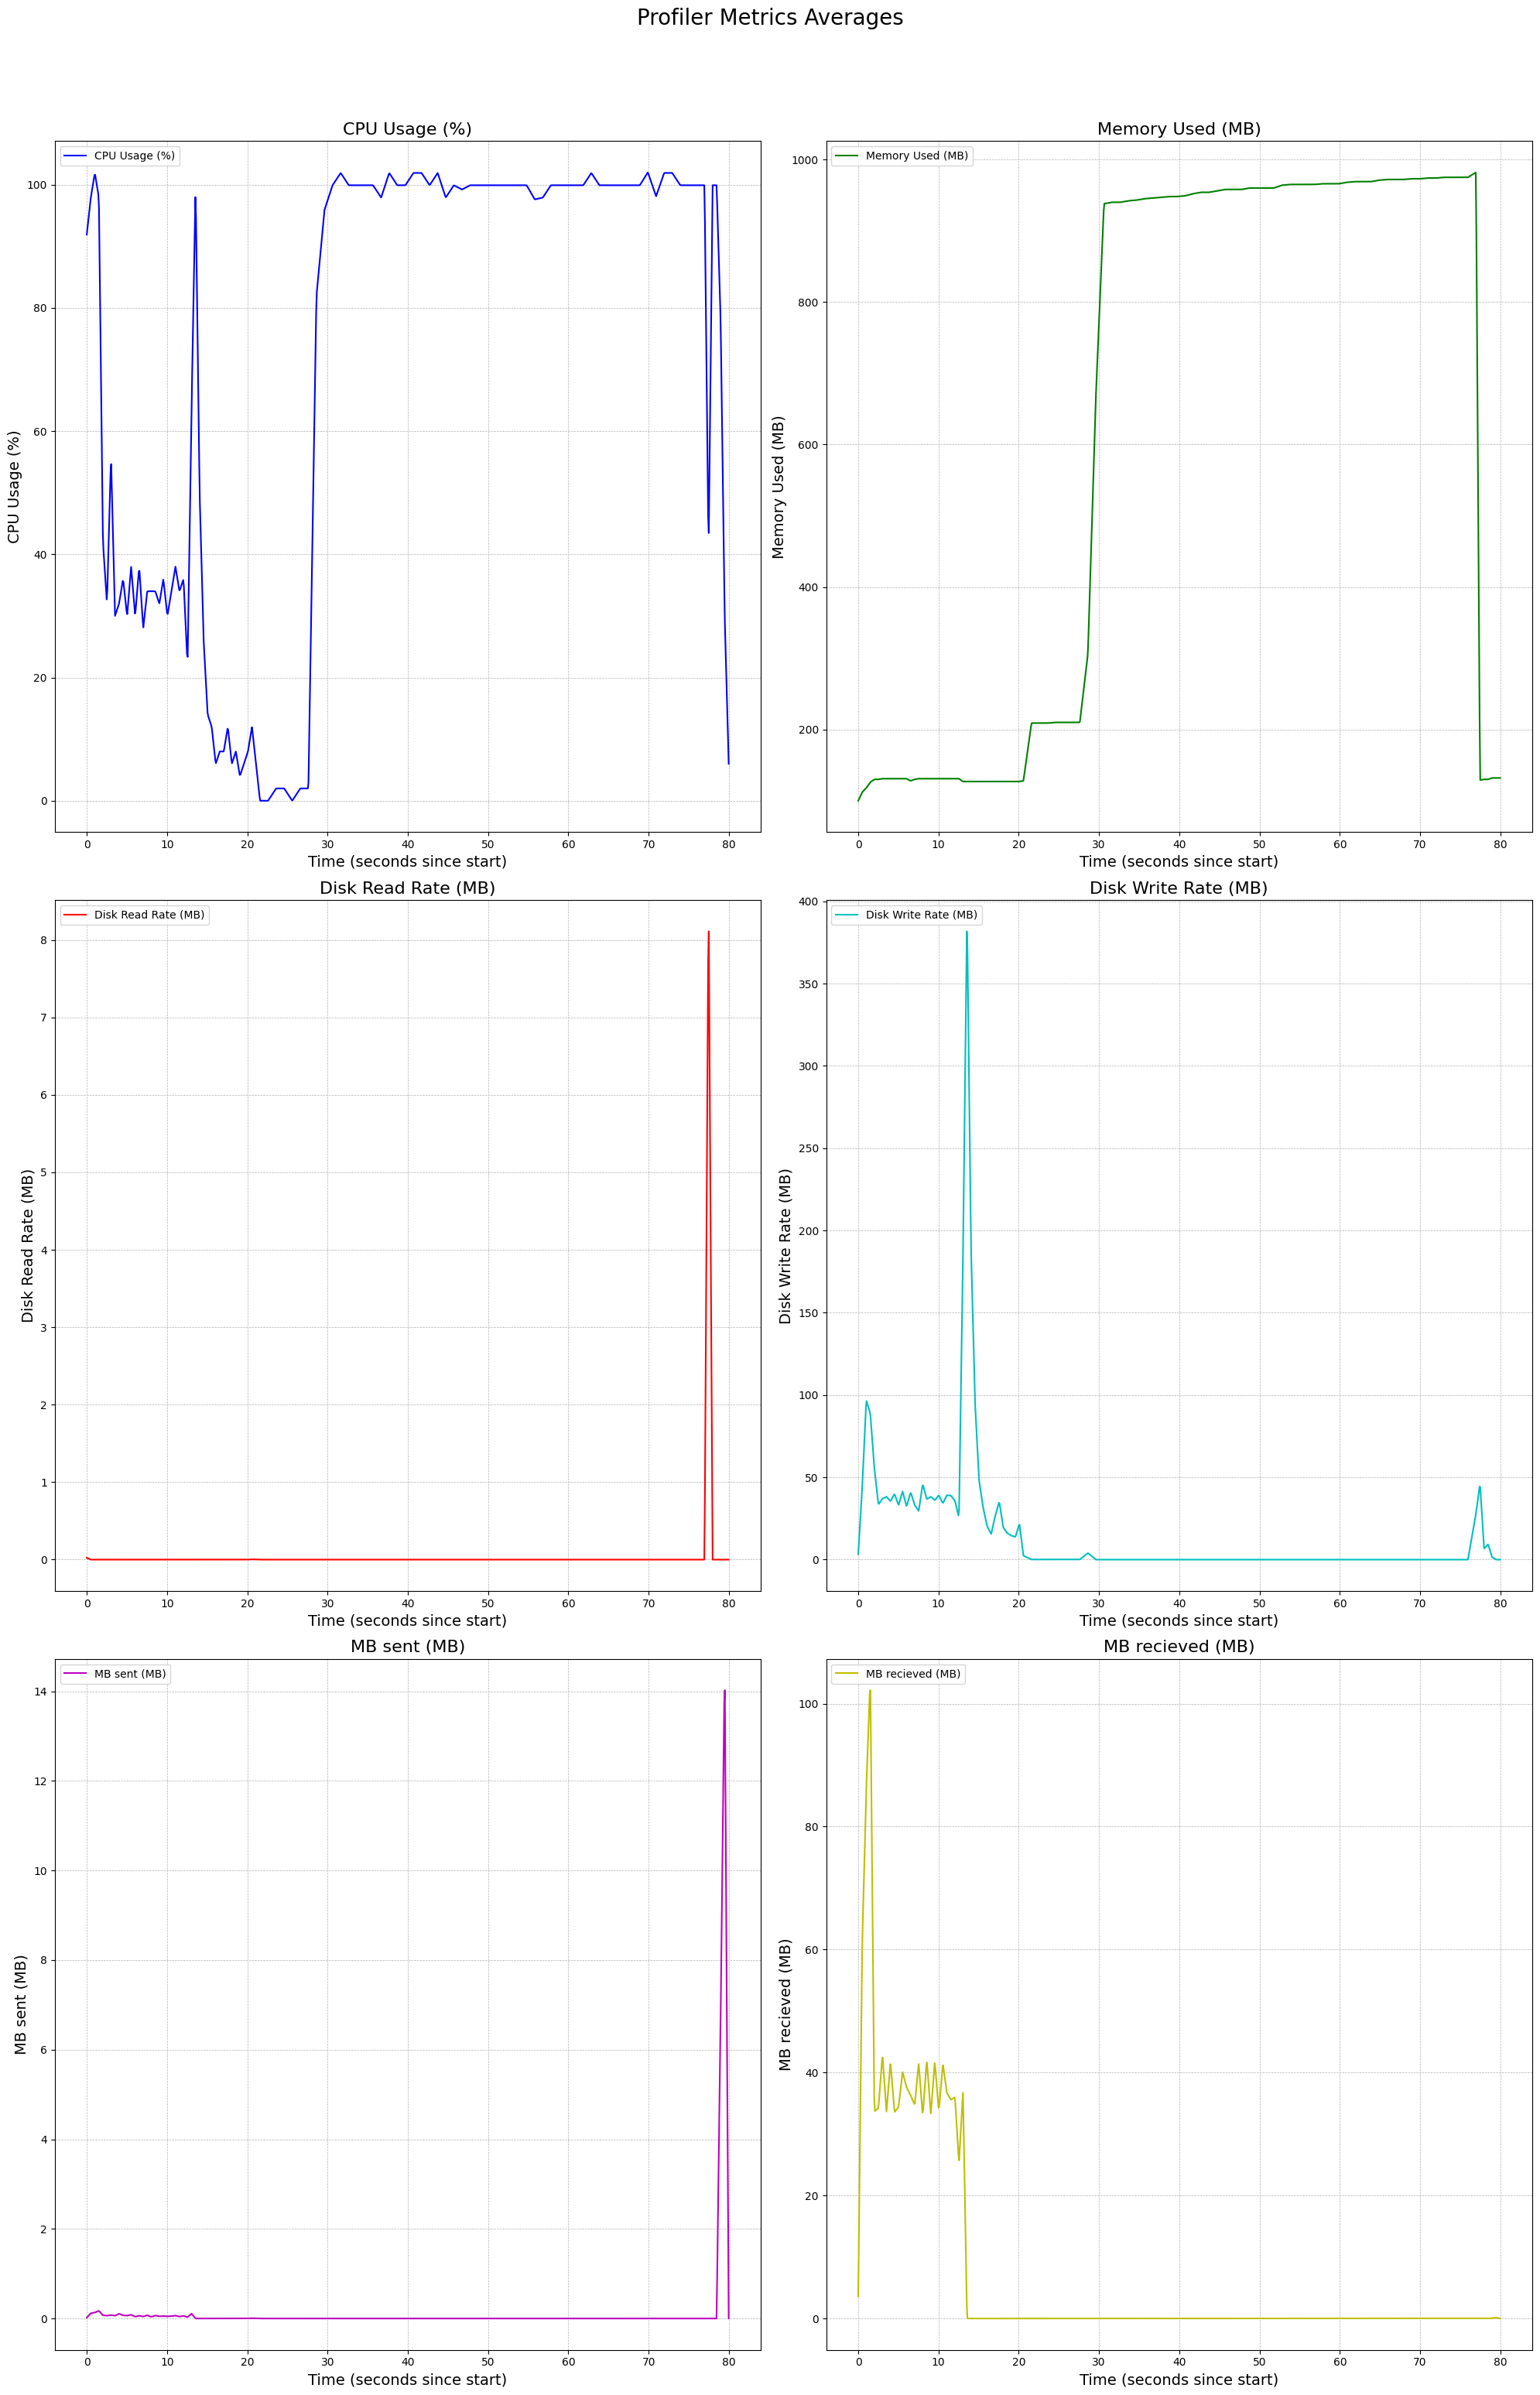 Profiler Metrics Averages
CPU Usage (%)
CPU Usage (%)
CPU Usage (%)
100
80
60
40
20
0
0 10 20 30 40 50 60 70 80
Time (seconds since start)
Memory Used (MB)
Memory Used (MB)
Memory Used (MB)
1000
800
600
400
200
0 10 20 30 40 50 60 70 80
Time (seconds since start)
Disk Read Rate (MB)
Disk Read Rate (MB)
Disk Read Rate (MB)
8
7
6
5
4
3
2
1
0
0 10 20 30 40 50 60 70 80
Time (seconds since start)
Disk Write Rate (MB)
Disk Write Rate (MB)
Disk Write Rate (MB)
400
350
300
250
200
150
100
50
0
0 10 20 30 40 50 60 70 80
Time (seconds since start)
MB sent (MB)
MB sent (MB)
MB sent (MB)
14
12
10
8
6
4
2
0
0 10 20 30 40 50 60 70 80
Time (seconds since start)
MB recieved (MB)
MB recieved (MB)
MB recieved (MB)
100
80
60
40
20
0
0 10 20 30 40 50 60 70 80
Time (seconds since start)